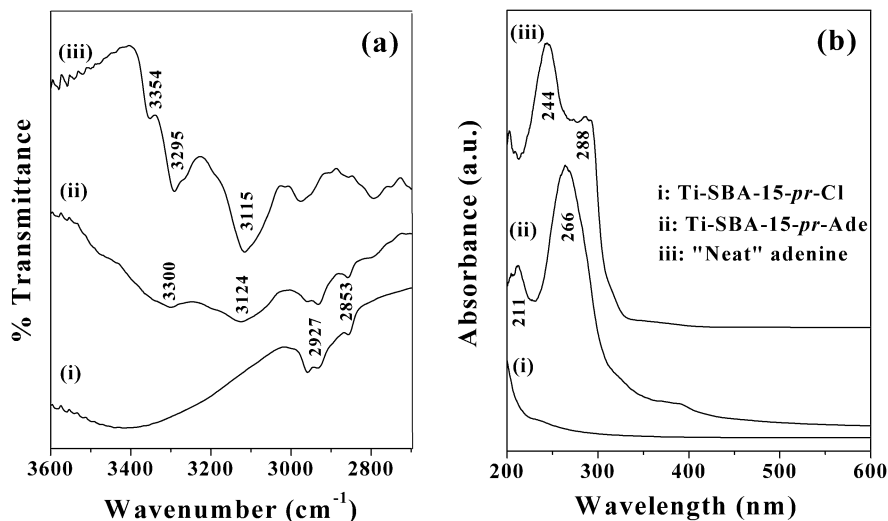 (a)
(iii)
3354
3295
3115
(ii)
3300
3124
2927
2853
(i)
% Transmittance
3600 3400 3200 3000 2800
Wavenumber (cm-1)
(b)
(iii)
244
288
i: Ti-SBA-15-pr-Cl
ii: Ti-SBA-15-pr-Ade
iii: "Neat" adenine
(ii)
266
211
(i)
Absorbance (a.u.)
200 300 400 500 600
Wavelength (nm)